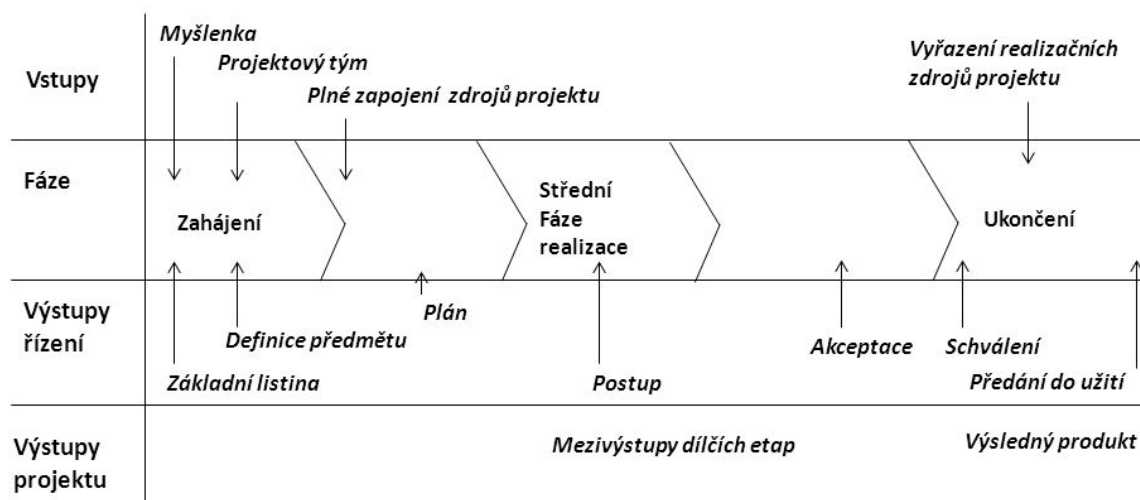 Vstupy
Myšlenka
Projektový tým
Plné zapojení zdrojů projektu
Vyřazení realizačních
zdrojů projektu
Fáze
Zahájení
Střední
Fáze
realizace
Ukončení
Výstupy
řízení
Základní listina
Definice předmětu
Plán
Postup
Akceptace
Schválení
Předání do užití
Výstupy
projektu
Mezivýstupy dílčích etap
Výsledný produkt